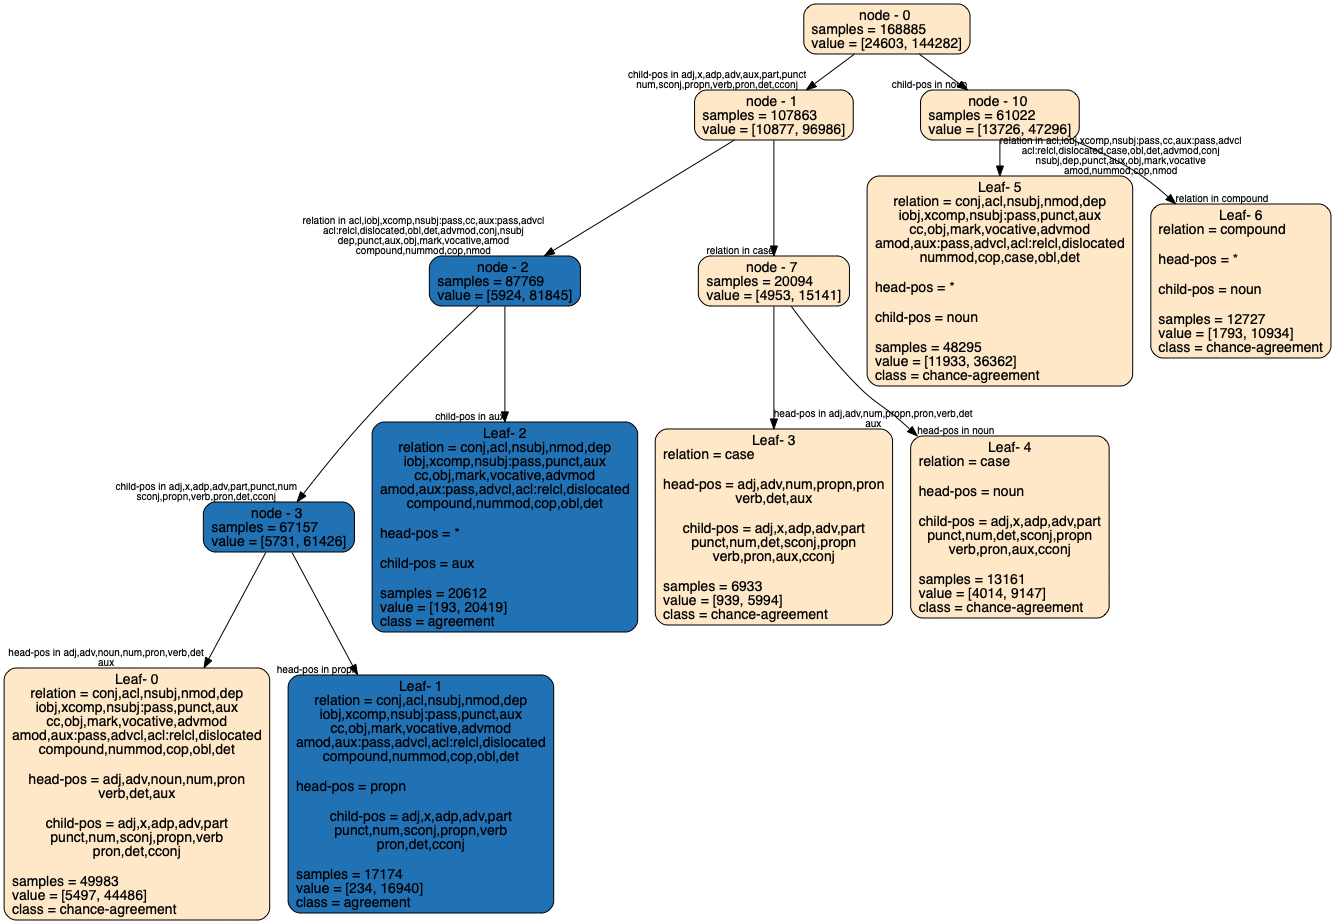 node - 0
samples = 168885
value = [24603, 144282]
child-pos in adj,x,adp,adv,aux,part,punct
num,sconj,propn,verb,pron,det,cconj
child-pos in noun
node - 1
samples = 107863
value = [10877, 96986]
node - 10
samples = 61022
value = [13726, 47296]
relation in acl,iobj,xcomp,nsubj:pass,cc,aux:pass,advcl
acl:relcl,dislocated,case,obl,det,advmod,conj
nsubj,dep,punct,aux,obj,mark,vocative
amod,nummod,cop,nmod
relation in compound
Leaf- 5
relation = conj,acl,nsubj,nmod,dep
iobj,xcomp,nsubj:pass,punct,aux
cc,obj,mark,vocative,advmod
amod,aux:pass,advcl,acl:relcl,dislocated
nummod,cop,case,obl,det
head-pos = *
child-pos = noun
samples = 48295
value = [11933, 36362]
class = chance-agreement
Leaf- 6
relation = compound
head-pos = *
child-pos = noun
samples = 12727
value = [1793, 10934]
class = chance-agreement
relation in acl,iobj,xcomp,nsubj:pass,cc,aux:pass,advcl
acl:relcl,dislocated,obl,det,advmod,conj,nsubj
dep,punct,aux,obj,mark,vocative,amod
compound,nummod,cop,nmod
relation in case
node - 2
samples = 87769
value = [5924, 81845]
node - 7
samples = 20094
value = [4953, 15141]
child-pos in aux
head-pos in adj,adv,num,propn,pron,verb,det
aux
head-pos in noun
Leaf- 2
relation = conj,acl,nsubj,nmod,dep
iobj,xcomp,nsubj:pass,punct,aux
cc,obj,mark,vocative,advmod
amod,aux:pass,advcl,acl:relcl,dislocated
compound,nummod,cop,obl,det
head-pos = *
child-pos = aux
samples = 20612
value = [193, 20419]
class = agreement
Leaf- 3
relation = case
head-pos = adj,adv,num,propn,pron
verb,det,aux
child-pos = adj,x,adp,adv,part
punct,num,det,sconj,propn
verb,pron,aux,cconj
samples = 6933
value = [939, 5994]
class = chance-agreement
Leaf- 4
relation = case
head-pos = noun
child-pos = adj,x,adp,adv,part
punct,num,det,sconj,propn
verb,pron,aux,cconj
samples = 13161
value = [4014, 9147]
class = chance-agreement
child-pos in adj,x,adp,adv,part,punct,num
sconj,propn,verb,pron,det,cconj
node - 3
samples = 67157
value = [5731, 61426]
head-pos in adj,adv,noun,num,pron,verb,det
aux
head-pos in propn
Leaf- 0
relation = conj,acl,nsubj,nmod,dep
iobj,xcomp,nsubj:pass,punct,aux
cc,obj,mark,vocative,advmod
amod,aux:pass,advcl,acl:relcl,dislocated
compound,nummod,cop,obl,det
head-pos = adj,adv,noun,num,pron
verb,det,aux
child-pos = adj,x,adp,adv,part
punct,num,sconj,propn,verb
pron,det,cconj
samples = 49983
value = [5497, 44486]
class = chance-agreement
Leaf- 1
relation = conj,acl,nsubj,nmod,dep
iobj,xcomp,nsubj:pass,punct,aux
cc,obj,mark,vocative,advmod
amod,aux:pass,advcl,acl:relcl,dislocated
compound,nummod,cop,obl,det
head-pos = propn
child-pos = adj,x,adp,adv,part
punct,num,sconj,propn,verb
pron,det,cconj
samples = 17174
value = [234, 16940]
class = agreement